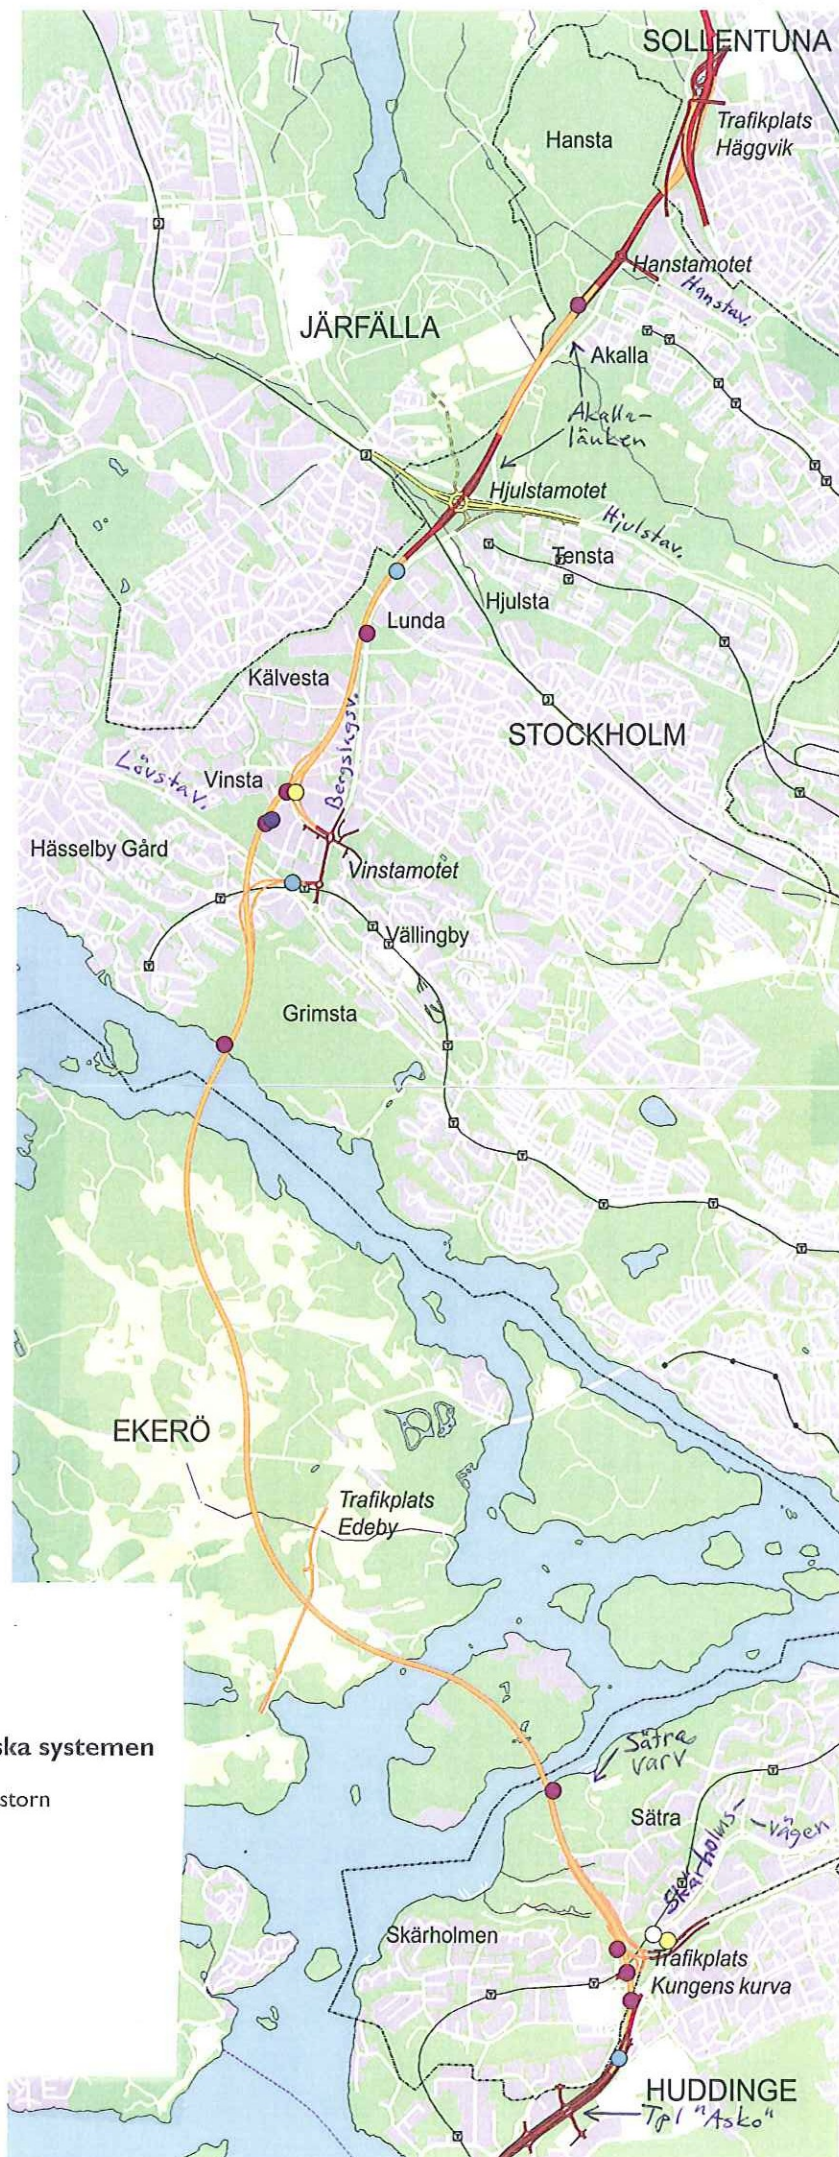 SOLLENTUNA
Trafikplats
Häggvik
Hansta
Hanstamotet
Hanstav.
JÄRFÄLLA
Akalla
Akalla-
länken
Hjulstamotet
Hjulstav.
Tensta
Hjulsta
Lunda
Kälvesta
STOCKHOLM
Bergslagsv.
Lövstav.
Vinsta
Hässelby Gård
Vinstamotet
Vällingby
Grimsta
EKERÖ
Trafikplats
Edeby
ska systemen
storn
Sätra
varv
Sätra
Skärholms-
-vägen
Skärholmen
Trafikplats
Kungens kurva
HUDDINGE
Tpl "Asko"